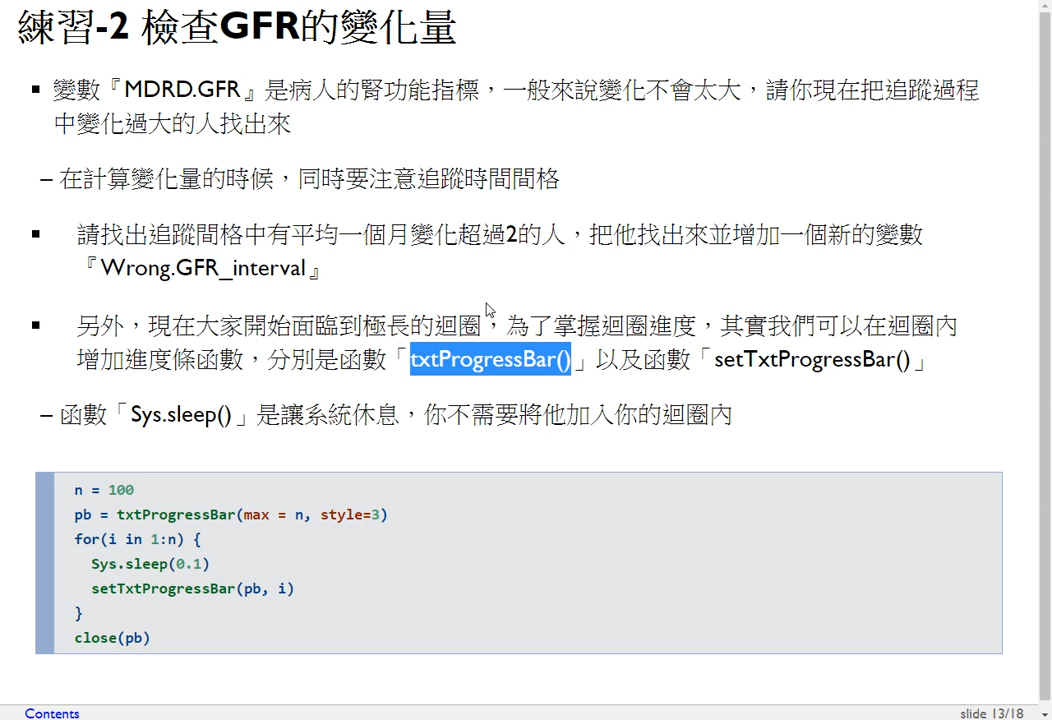 練習-2 檢查GFR的變化量
▪ 變數『MDRD.GFR』是病人的腎功能指標，一般來說變化不會太大，請你現在把追蹤過程
中變化過大的人找出來
– 在計算變化量的時候，同時要注意追蹤時間間格
▪ 請找出追蹤間格中有平均一個月變化超過2的人，把他找出來並增加一個新的變數
『Wrong.GFR_interval』
▪ 另外，現在大家開始面臨到極長的迴圈，為了掌握迴圈進度，其實我們可以在迴圈內
增加進度條函數，分別是函數「txtProgressBar()」以及函數「setTxtProgressBar()」
– 函數「Sys.sleep()」是讓系統休息，你不需要將他加入你的迴圈內
n = 100
pb = txtProgressBar(max = n, style=3)
for(i in 1:n) {
  Sys.sleep(0.1)
  setTxtProgressBar(pb, i)
}
close(pb)
Contents
slide 13/18